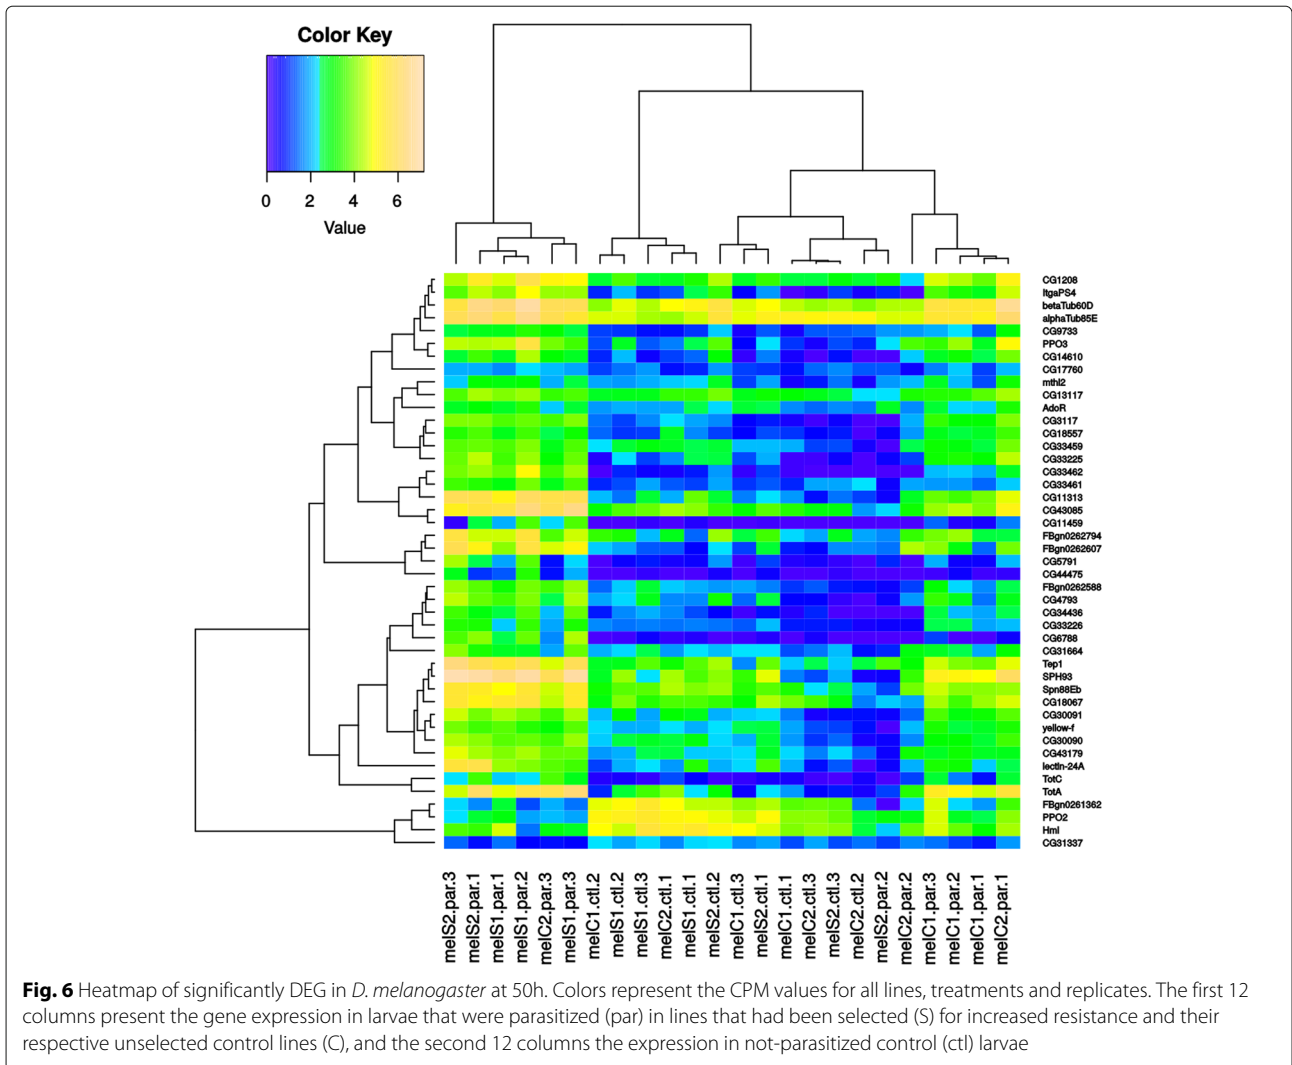 Color Key
0 2 4 6
Value
CG1208
ItgaPS4
betaTub60D
alphaTub85E
CG9733
PPO3
CG14610
CG17760
mthl2
CG13117
AdoR
CG3117
CG18557
CG33459
CG33225
CG33462
CG33461
CG11313
CG43085
CG11459
FBgn0262794
FBgn0262607
CG5791
CG44475
FBgn0262588
CG4793
CG34436
CG33226
CG6788
CG31664
Tep1
SPH93
Spn88Eb
CG18067
CG30091
yellow-f
CG30090
CG43179
lectin-24A
TotC
TotA
FBgn0261362
PPO2
Hml
CG31337
melS2.par.3
melS2.par.1
melS1.par.1
melS1.par.2
melC2.par.3
melS1.par.3
melC1.ctl.2
melS1.ctl.2
melS1.ctl.3
melC2.ctl.1
melS1.ctl.1
melS2.ctl.2
melC1.ctl.3
melS2.ctl.1
melC1.ctl.1
melC2.ctl.3
melS2.ctl.3
melC2.ctl.2
melS2.par.2
melC2.par.2
melC1.par.3
melC1.par.2
melC1.par.1
melC2.par.1
Fig. 6 Heatmap of significantly DEG in D. melanogaster at 50h. Colors represent the CPM values for all lines, treatments and replicates. The first 12
columns present the gene expression in larvae that were parasitized (par) in lines that had been selected (S) for increased resistance and their
respective unselected control lines (C), and the second 12 columns the expression in not-parasitized control (ctl) larvae